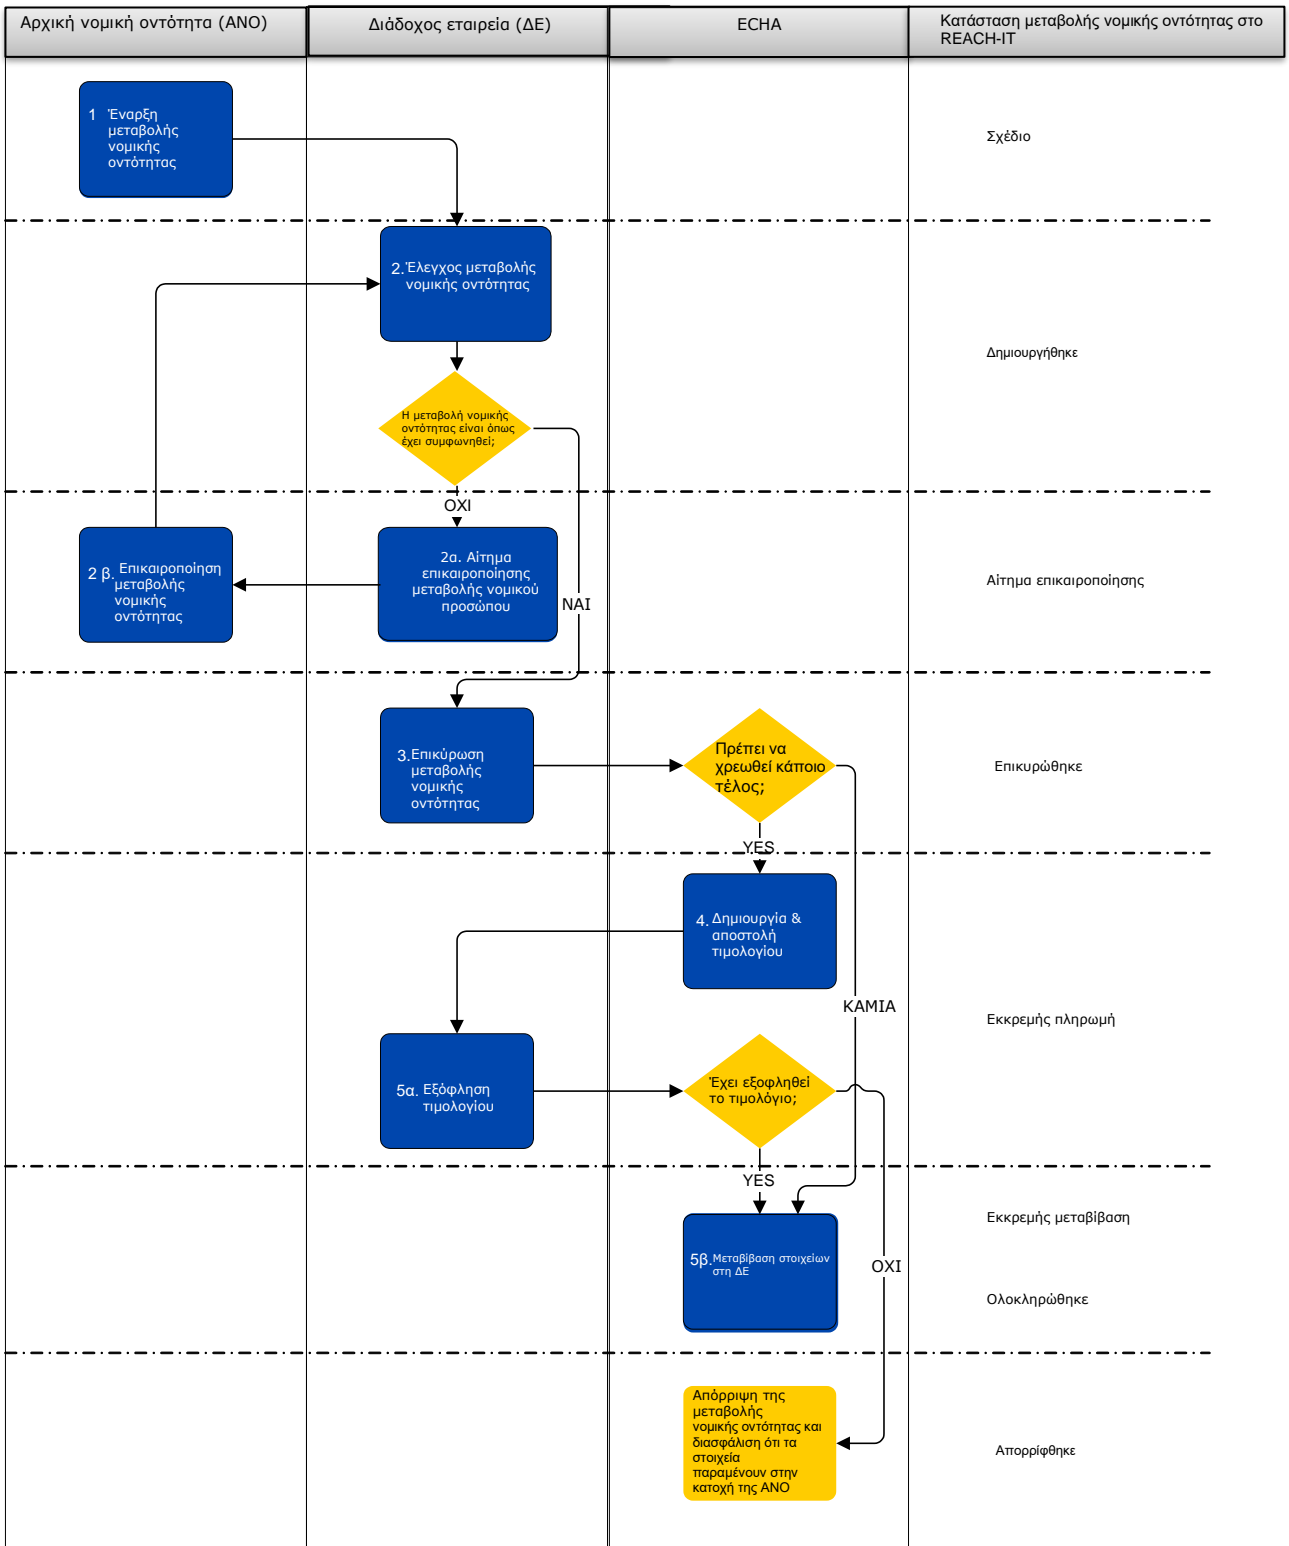 Αρχική νομική οντότητα (ΑΝΟ)
Διάδοχος εταιρεία (ΔΕ)
ECHA
Κατάσταση μεταβολής νομικής οντότητας στο
REACH-IT
1 Έναρξη
μεταβολής
νομικής
οντότητας
Σχέδιο
2. Έλεγχος μεταβολής
νομικής οντότητας
Δημιουργήθηκε
Η μεταβολή νομικής
οντότητας είναι όπως
έχει συμφωνηθεί;
ΟΧΙ
2 β. Επικαιροποίηση
μεταβολής
νομικής
οντότητας
2α. Αίτημα
επικαιροποίησης
μεταβολής νομικού
προσώπου
ΝΑΙ
Αίτημα επικαιροποίησης
3. Επικύρωση
μεταβολής
νομικής
οντότητας
Πρέπει να
χρεωθεί κάποιο
τέλος;
Επικυρώθηκε
YES
4. Δημιουργία &
αποστολή
τιμολογίου
ΚΑΜΙΑ
Εκκρεμής πληρωμή
5α. Εξόφληση
τιμολογίου
Έχει εξοφληθεί
το τιμολόγιο;
YES
Εκκρεμής μεταβίβαση
5β. Μεταβίβαση στοιχείων
στη ΔΕ
ΟΧΙ
Ολοκληρώθηκε
Απόρριψη της
μεταβολής
νομικής οντότητας και
διασφάλιση ότι τα
στοιχεία
παραμένουν στην
κατοχή της ΑΝΟ
Απορρίφθηκε